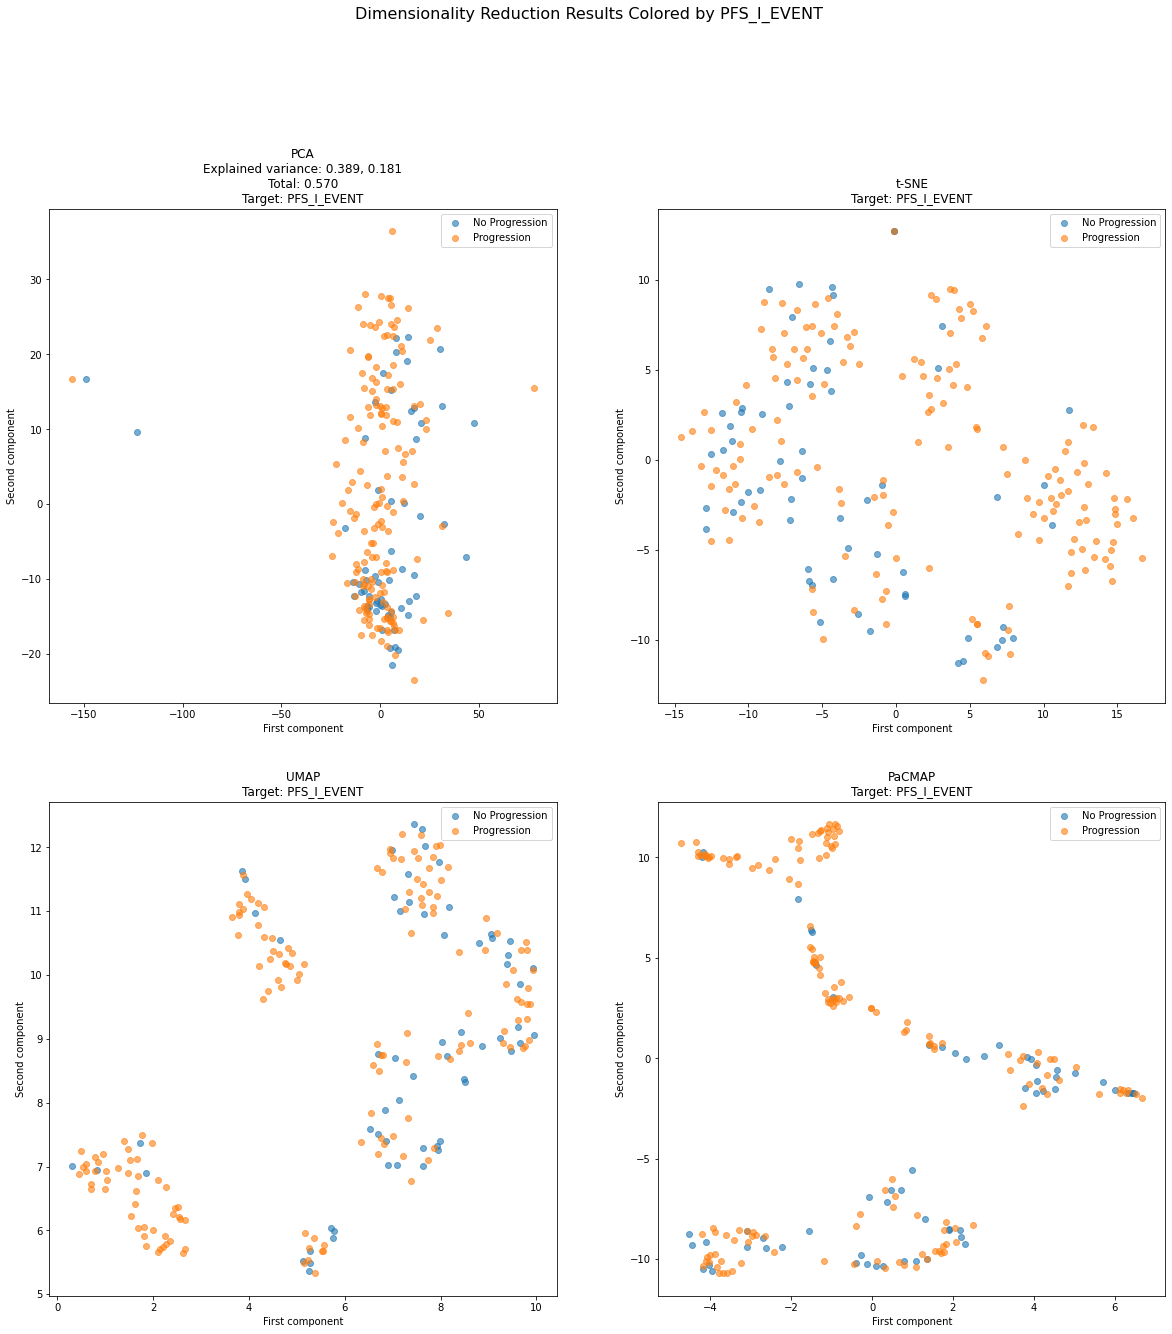 Dimensionality Reduction Results Colored by PFS_I_EVENT
PCA
Explained variance: 0.389, 0.181
Total: 0.570
Target: PFS_I_EVENT
No Progression
Progression
30
20
10
0
−10
−20
Second component
−150
−100
−50
0
50
First component
t-SNE
Target: PFS_I_EVENT
No Progression
Progression
10
5
0
−5
−10
Second component
−15
−10
−5
0
5
10
15
First component
UMAP
Target: PFS_I_EVENT
No Progression
Progression
12
11
10
9
8
7
6
5
Second component
0
2
4
6
8
10
First component
PaCMAP
Target: PFS_I_EVENT
No Progression
Progression
10
5
0
−5
−10
Second component
−4
−2
0
2
4
6
First component